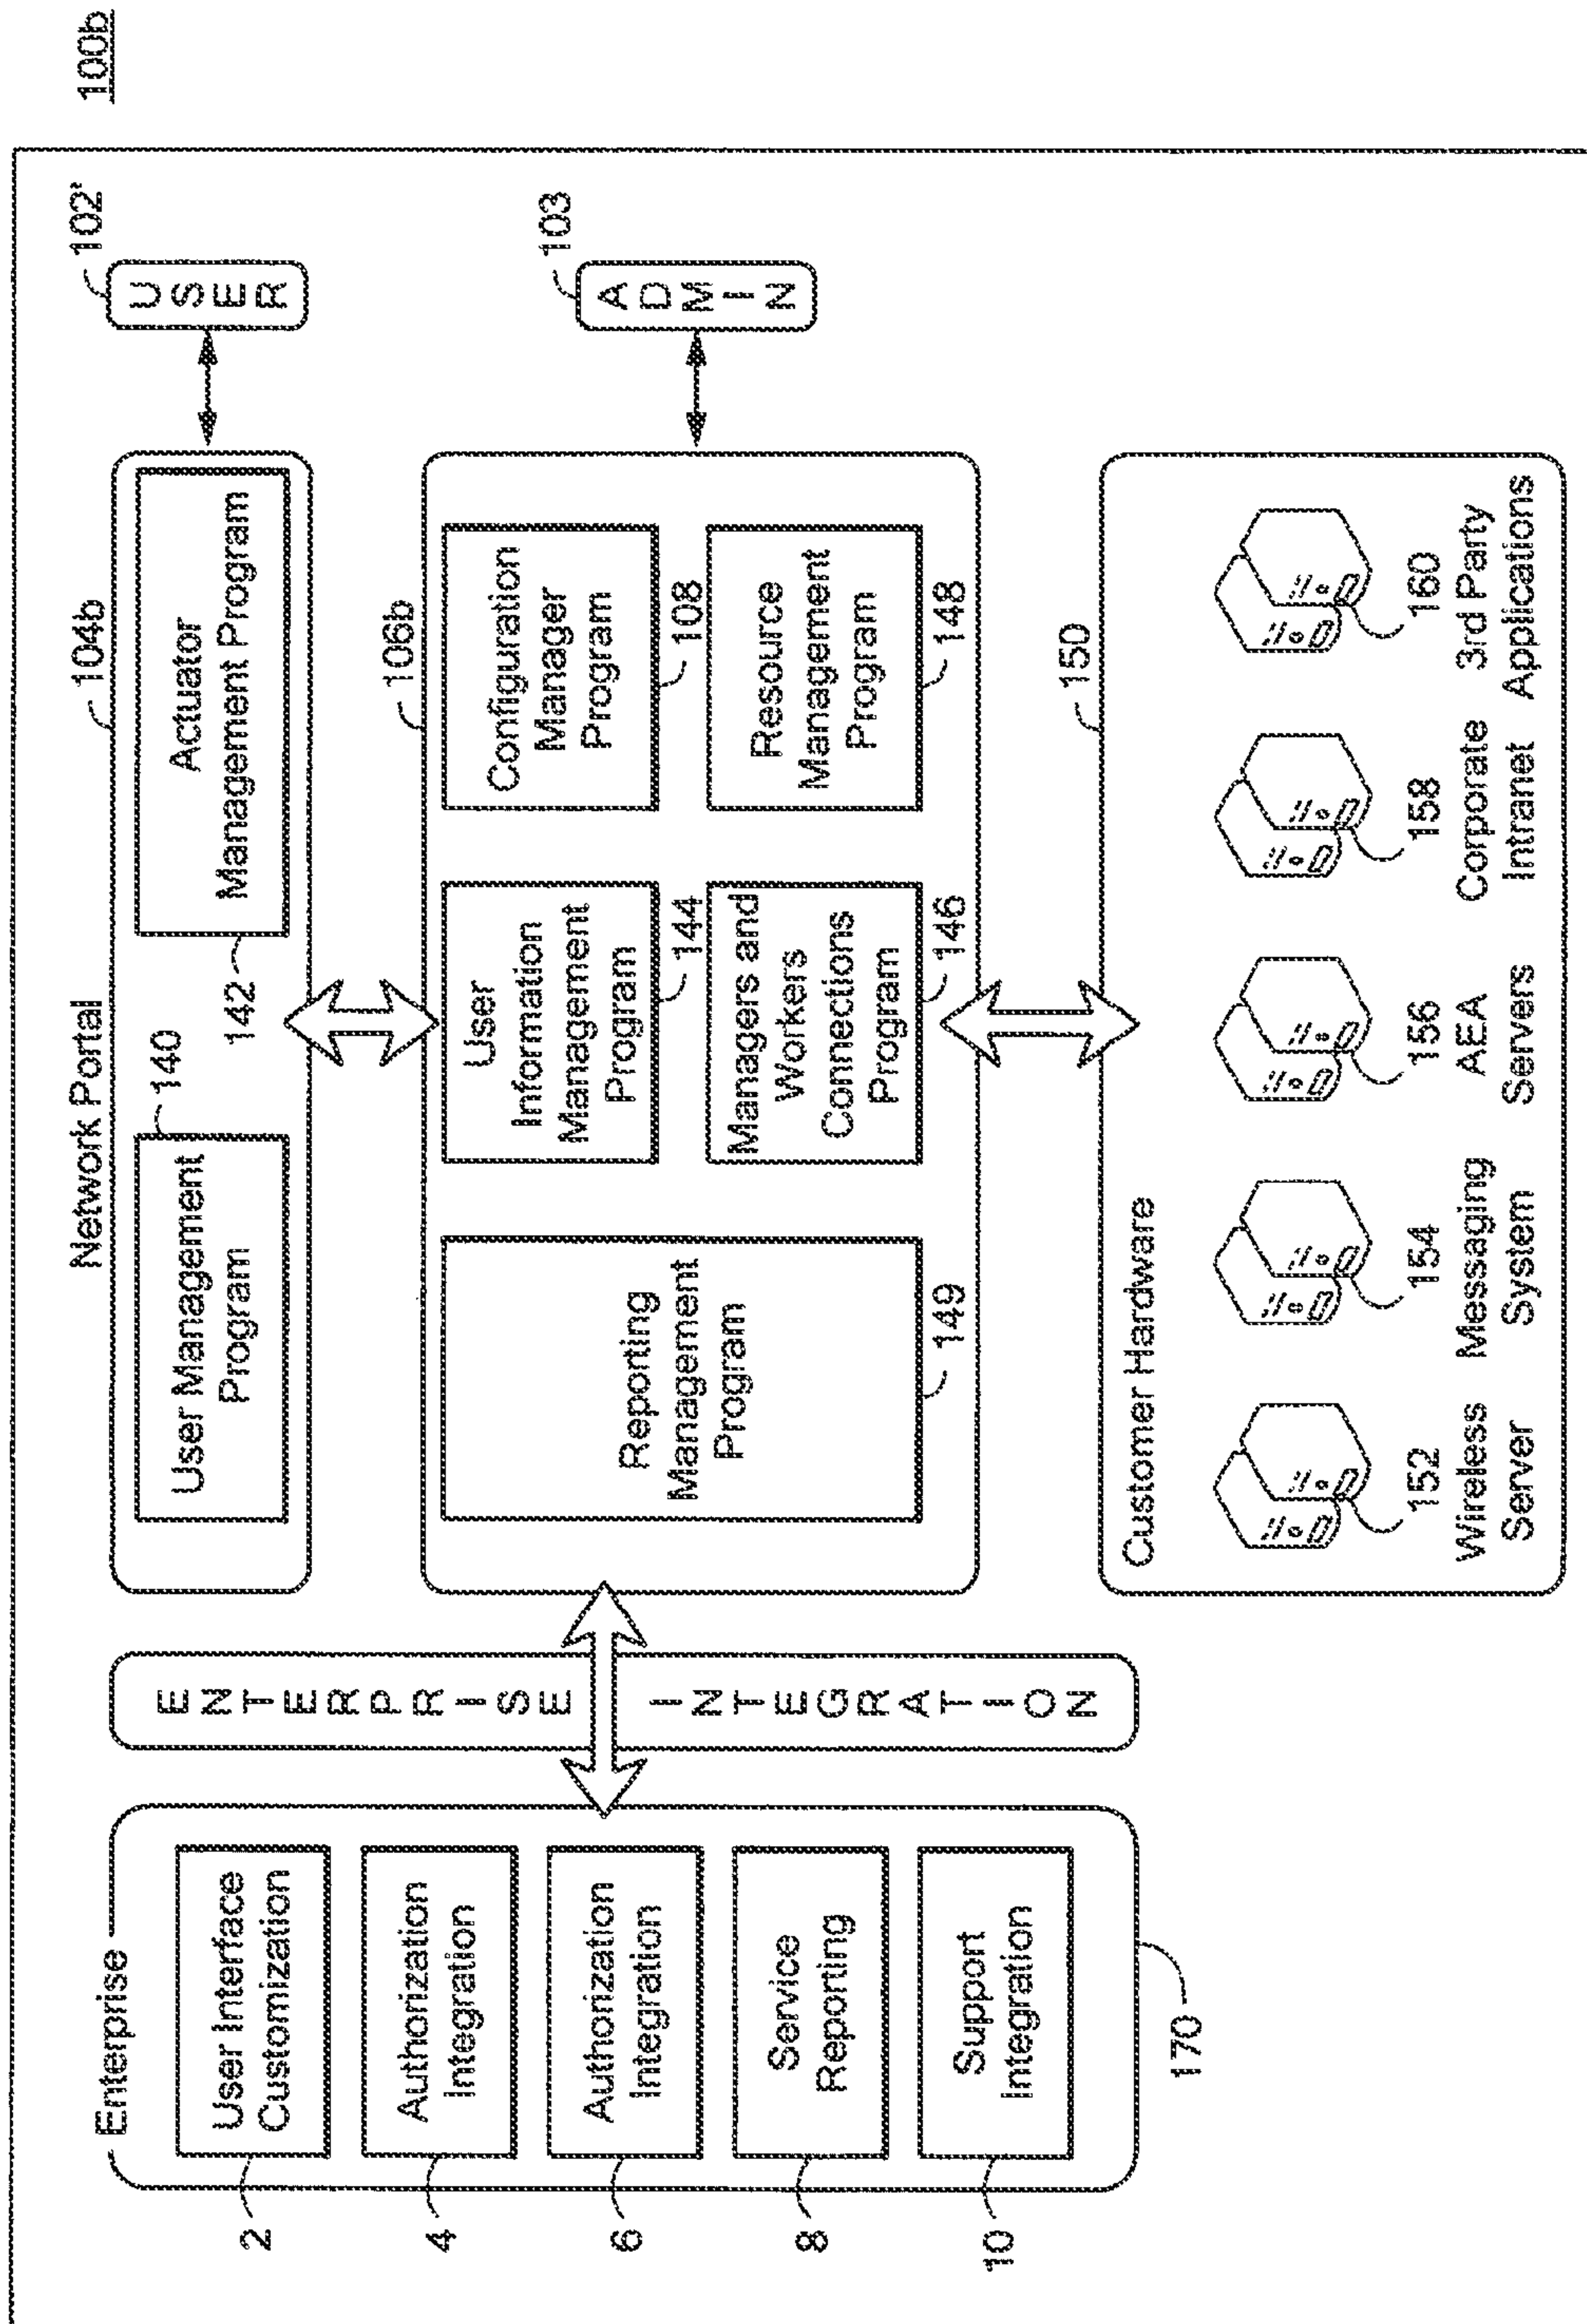 100b
Enterprise
2
User Interface
Customization
4
Authorization
Integration
6
Authorization
Integration
8
Service
Reporting
10
Support
Integration
170
ENTERPRISE
INTEGRATION
Network Portal
104b
User Management
Program
140
Actuator
Management Program
142
USER
102'
106b
Reporting
Management
Program
149
User
Information
Management
Program
144
Configuration
Manager
Program
108
Managers and
Workers
Connections
Program
146
Resource
Management
Program
148
ADMIN
103
150
Customer Hardware
152
Wireless
Server
154
Messaging
System
156
AEA
Servers
158
Corporate
Intranet
160
3rd Party
Applications